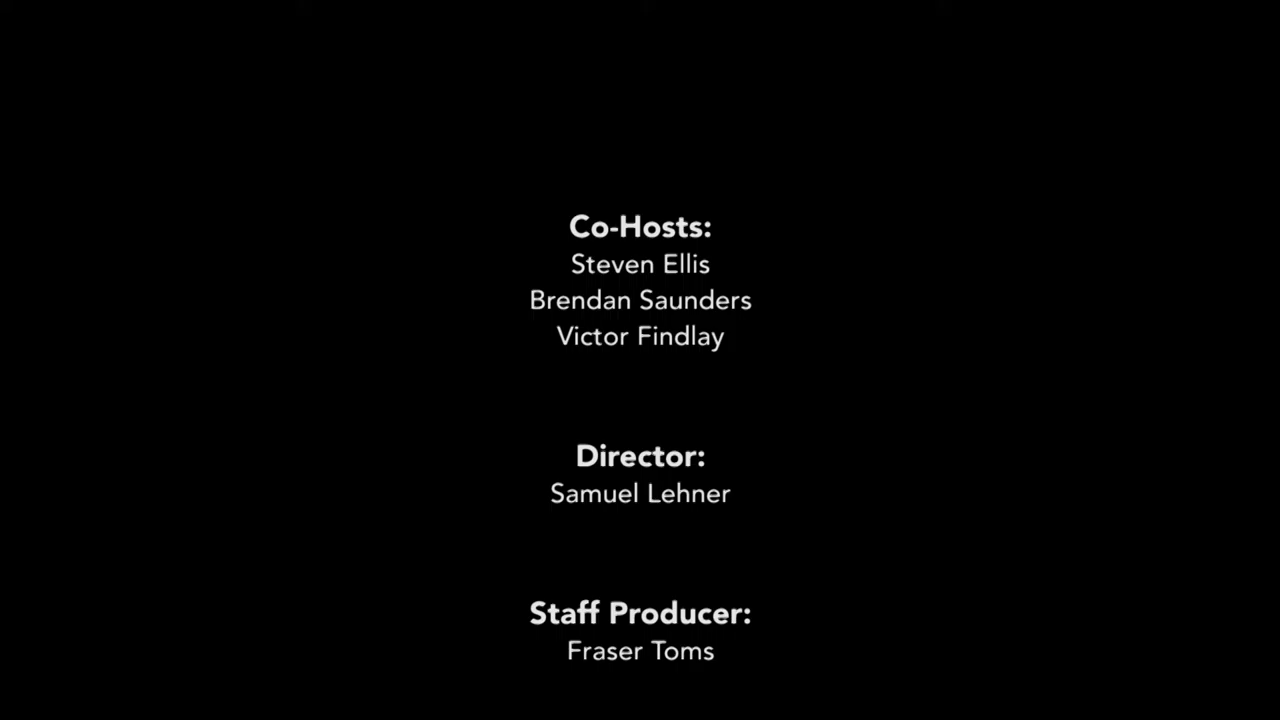 Co-Hosts:
Steven Ellis
Brendan Saunders
Victor Findlay
Director:
Samuel Lehner
Staff Producer:
Fraser Toms